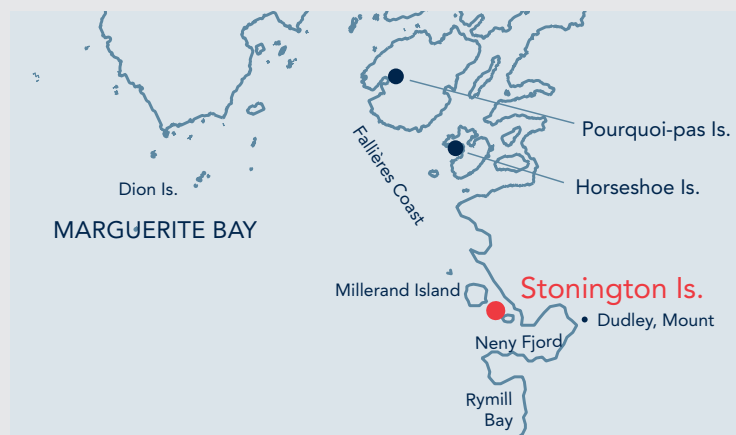 Pourquoi-pas Is.
Fallières Coast
Dion Is.
Horseshoe Is.
MARGUERITE BAY
Millerand Island
Stonington Is.
Dudley, Mount
Neny Fjord
Rymill
Bay